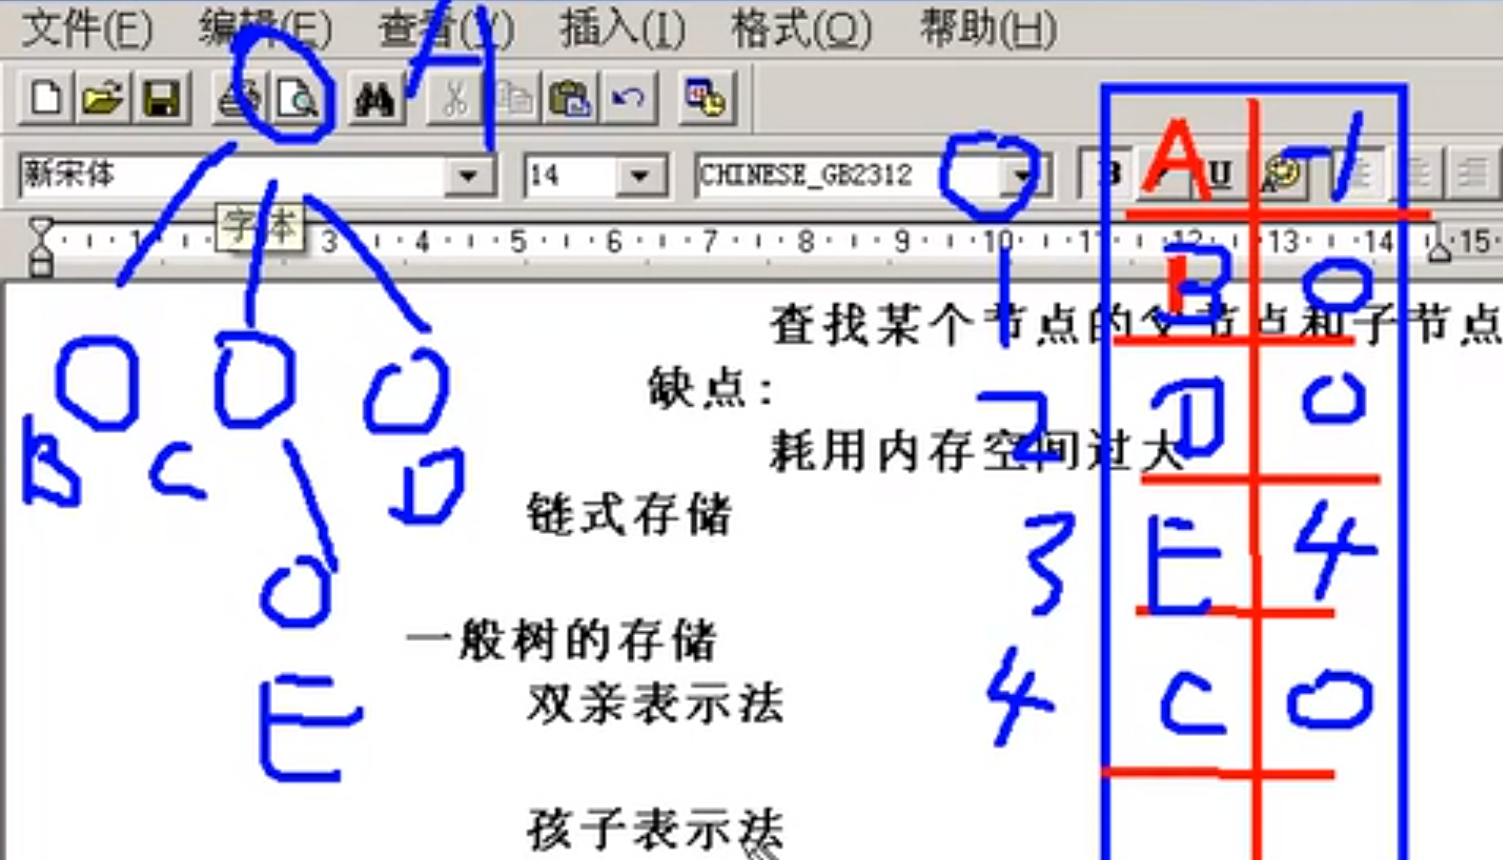 文件(F) 编辑(E) 查看(V) 插入(I) 格式(O) 帮助(H)
A
新宋体 14 CHINESE_GB2312 B U
0 A -1
字体
1 3 4 5 6 7 8 9 10 11 12 13 14 15
1 B 0
查找某个节点的父节点和子节点
缺点：
2 D 0
耗用内存空间过大
B C D
链式存储
3 E 4
一般树的存储
E
双亲表示法
4 C 0
孩子表示法